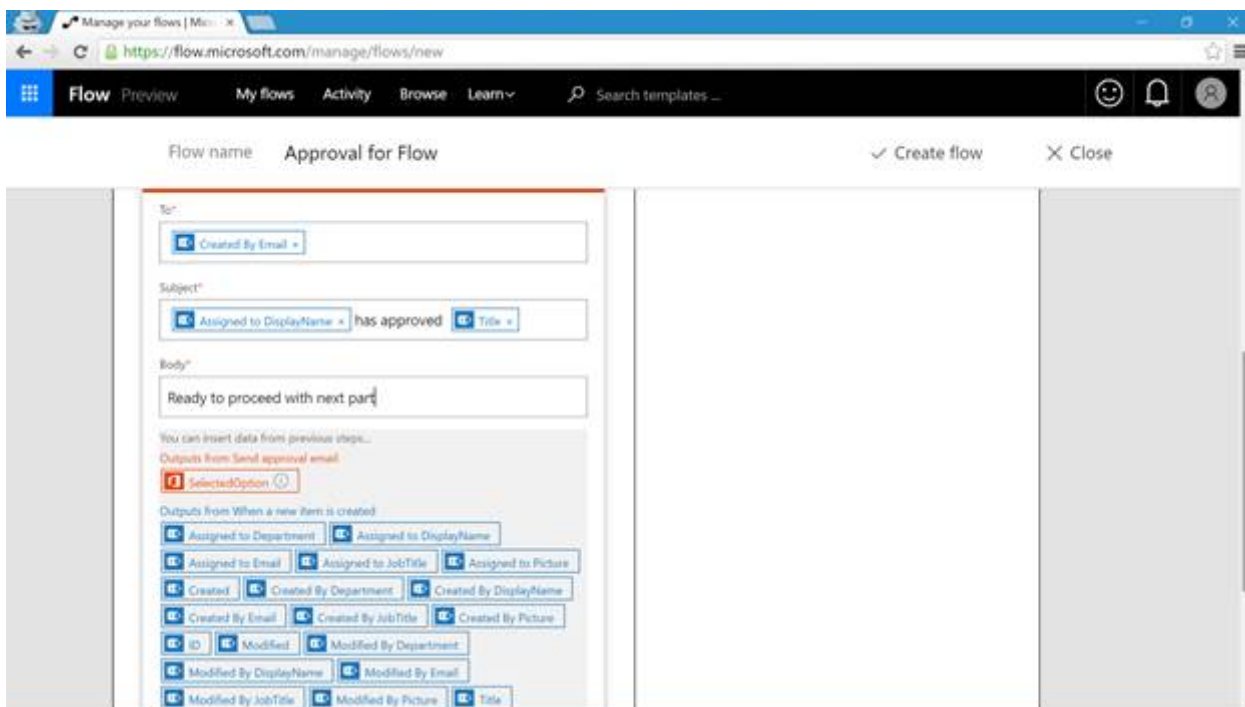 Manage your flows | Mic
https://flow.microsoft.com/manage/flows/new
Flow Preview My flows Activity Browse Learn Search templates ...
Flow name Approval for Flow Create flow Close
To*
Created By Email ×
Subject*
Assigned to DisplayName × has approved Title ×
Body*
Ready to proceed with next part
You can insert data from previous steps...
Outputs from Send approval email
SelectedOption
Outputs from When a new item is created
Assigned to Department Assigned to DisplayName
Assigned to Email Assigned to JobTitle Assigned to Picture
Created Created By Department Created By DisplayName
Created By Email Created By JobTitle Created By Picture
ID Modified Modified By Department
Modified By DisplayName Modified By Email
Modified By JobTitle Modified By Picture Title